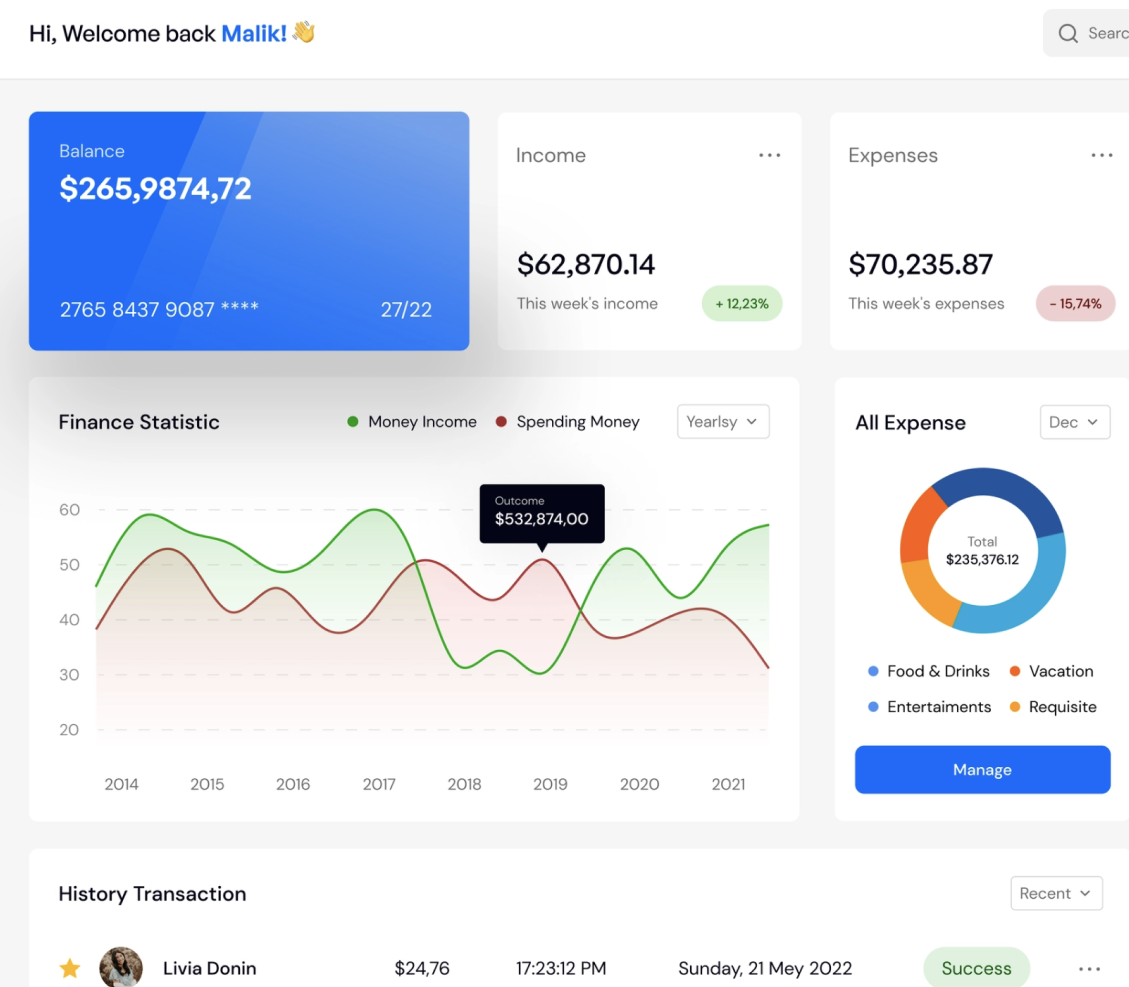 Hi, Welcome back Malik! 👋
Searc
Balance
$265,9874,72
2765 8437 9087 ****
27/22
Income
...
$62,870.14
This week's income
+ 12,23%
Expenses
...
$70,235.87
This week's expenses
- 15,74%
Finance Statistic
Money Income
Spending Money
Yearlsy
60
50
40
30
20
Outcome
$532,874,00
2014 2015 2016 2017 2018 2019 2020 2021
All Expense
Dec
Total
$235,376.12
Food & Drinks
Vacation
Entertaiments
Requisite
Manage
History Transaction
Recent
Livia Donin $24,76 17:23:12 PM Sunday, 21 Mey 2022 Success ...